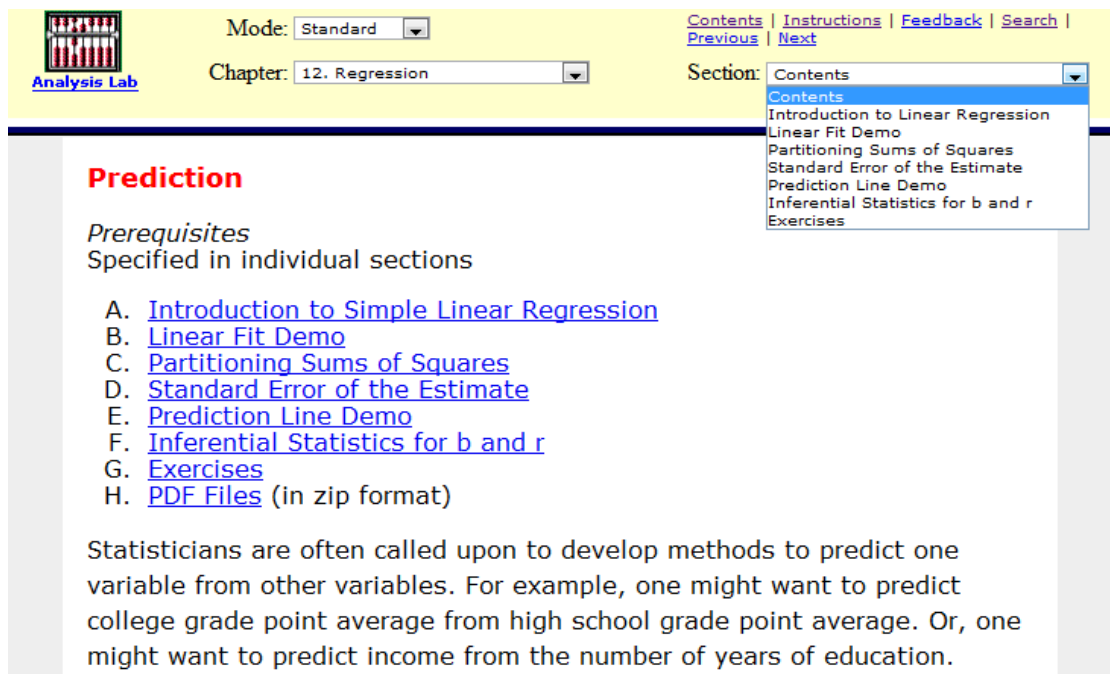 Mode: Standard
Contents | Instructions | Feedback | Search |
Previous | Next
Analysis Lab
Chapter: 12. Regression
Section: Contents
Contents
Introduction to Linear Regression
Linear Fit Demo
Partitioning Sums of Squares
Standard Error of the Estimate
Prediction Line Demo
Inferential Statistics for b and r
Exercises
Prediction
Prerequisites
Specified in individual sections
A. Introduction to Simple Linear Regression
B. Linear Fit Demo
C. Partitioning Sums of Squares
D. Standard Error of the Estimate
E. Prediction Line Demo
F. Inferential Statistics for b and r
G. Exercises
H. PDF Files (in zip format)
Statisticians are often called upon to develop methods to predict one
variable from other variables. For example, one might want to predict
college grade point average from high school grade point average. Or, one
might want to predict income from the number of years of education.